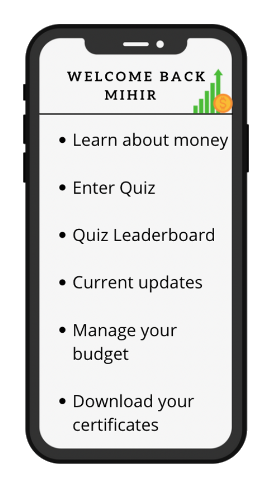 WELCOME BACK
MIHIR
• Learn about money
• Enter Quiz
• Quiz Leaderboard
• Current updates
• Manage your
budget
• Download your
certificates